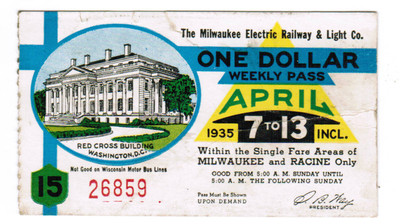 The Milwaukee Electric Railway & Light Co.
ONE DOLLAR
WEEKLY PASS
APRIL
1935 7 TO 13 INCL.
RED CROSS BUILDING
WASHINGTON, D.C.
Not Good on Wisconsin Motor Bus Lines
15
26859
Within the Single Fare Areas of
MILWAUKEE and RACINE Only
GOOD FROM 5:00 A.M. SUNDAY UNTIL
5:00 A.M. THE FOLLOWING SUNDAY
Pass Must Be Shown
UPON DEMAND
PRESIDENT